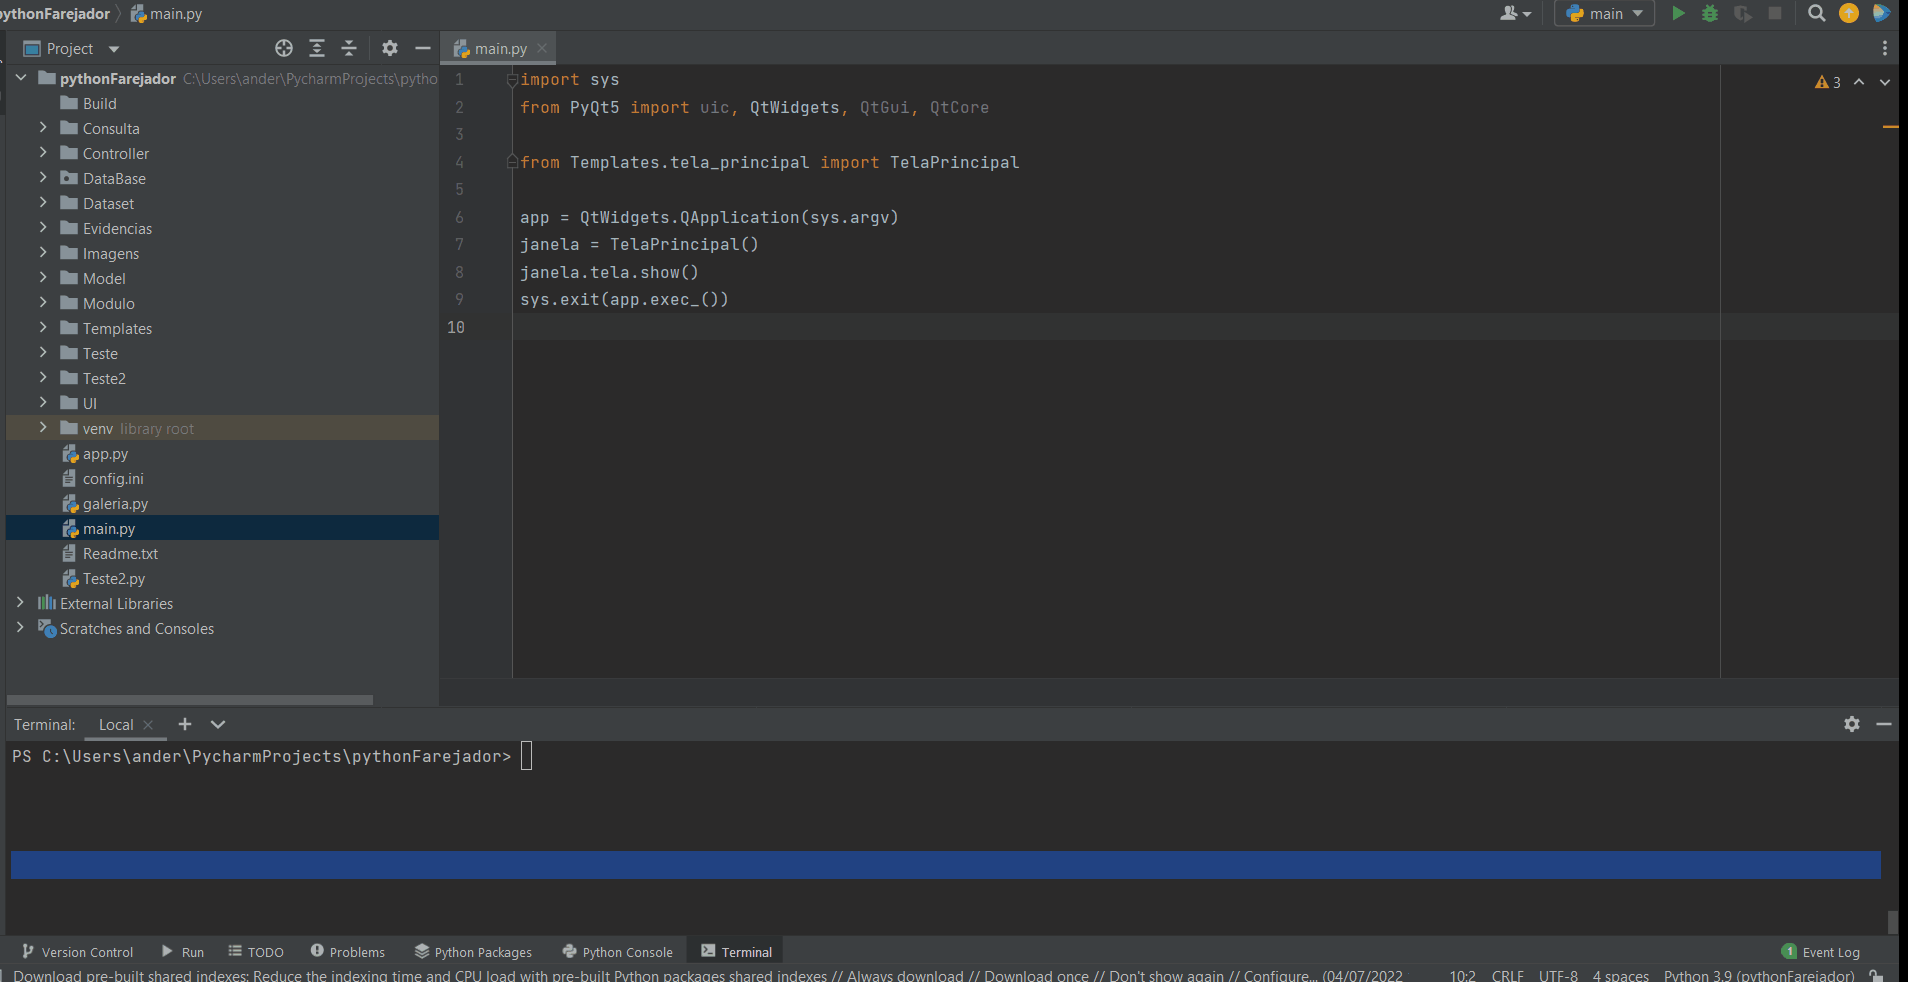 pythonFarejador main.py
main
Project
main.py
pythonFarejador C:\Users\ander\PycharmProjects\pytho
Build
Consulta
Controller
DataBase
Dataset
Evidencias
Imagens
Model
Modulo
Templates
Teste
Teste2
UI
venv library root
app.py
config.ini
galeria.py
main.py
Readme.txt
Teste2.py
External Libraries
Scratches and Consoles
1 import sys
2 from PyQt5 import uic, QtWidgets, QtGui, QtCore
3
4 from Templates.tela_principal import TelaPrincipal
5
6 app = QtWidgets.QApplication(sys.argv)
7 janela = TelaPrincipal()
8 janela.tela.show()
9 sys.exit(app.exec_())
10
3
Terminal: Local
PS C:\Users\ander\PycharmProjects\pythonFarejador>
Version Control Run TODO Problems Python Packages Python Console Terminal 1 Event Log
Download pre-built shared indexes: Reduce the indexing time and CPU load with pre-built Python packages shared indexes // Always download // Download once // Don't show again // Configure... (04/07/2022 10:2 CRLF UTF-8 4 spaces Python 3.9 (pythonFarejador)